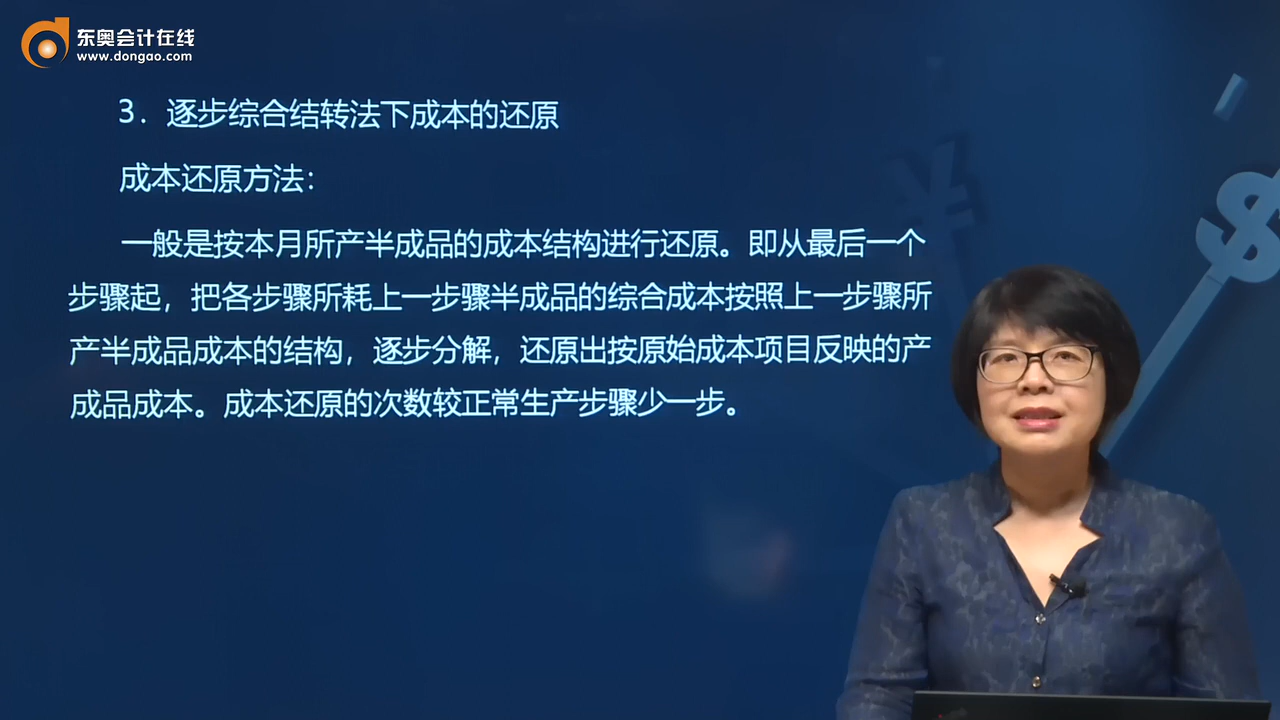 东奥会计在线
www.dongao.com
3．逐步综合结转法下成本的还原
成本还原方法：
一般是按本月所产半成品的成本结构进行还原。即从最后一个
步骤起，把各步骤所耗上一步骤半成品的综合成本按照上一步骤所
产半成品成本的结构，逐步分解，还原出按原始成本项目反映的产
成品成本。成本还原的次数较正常生产步骤少一步。